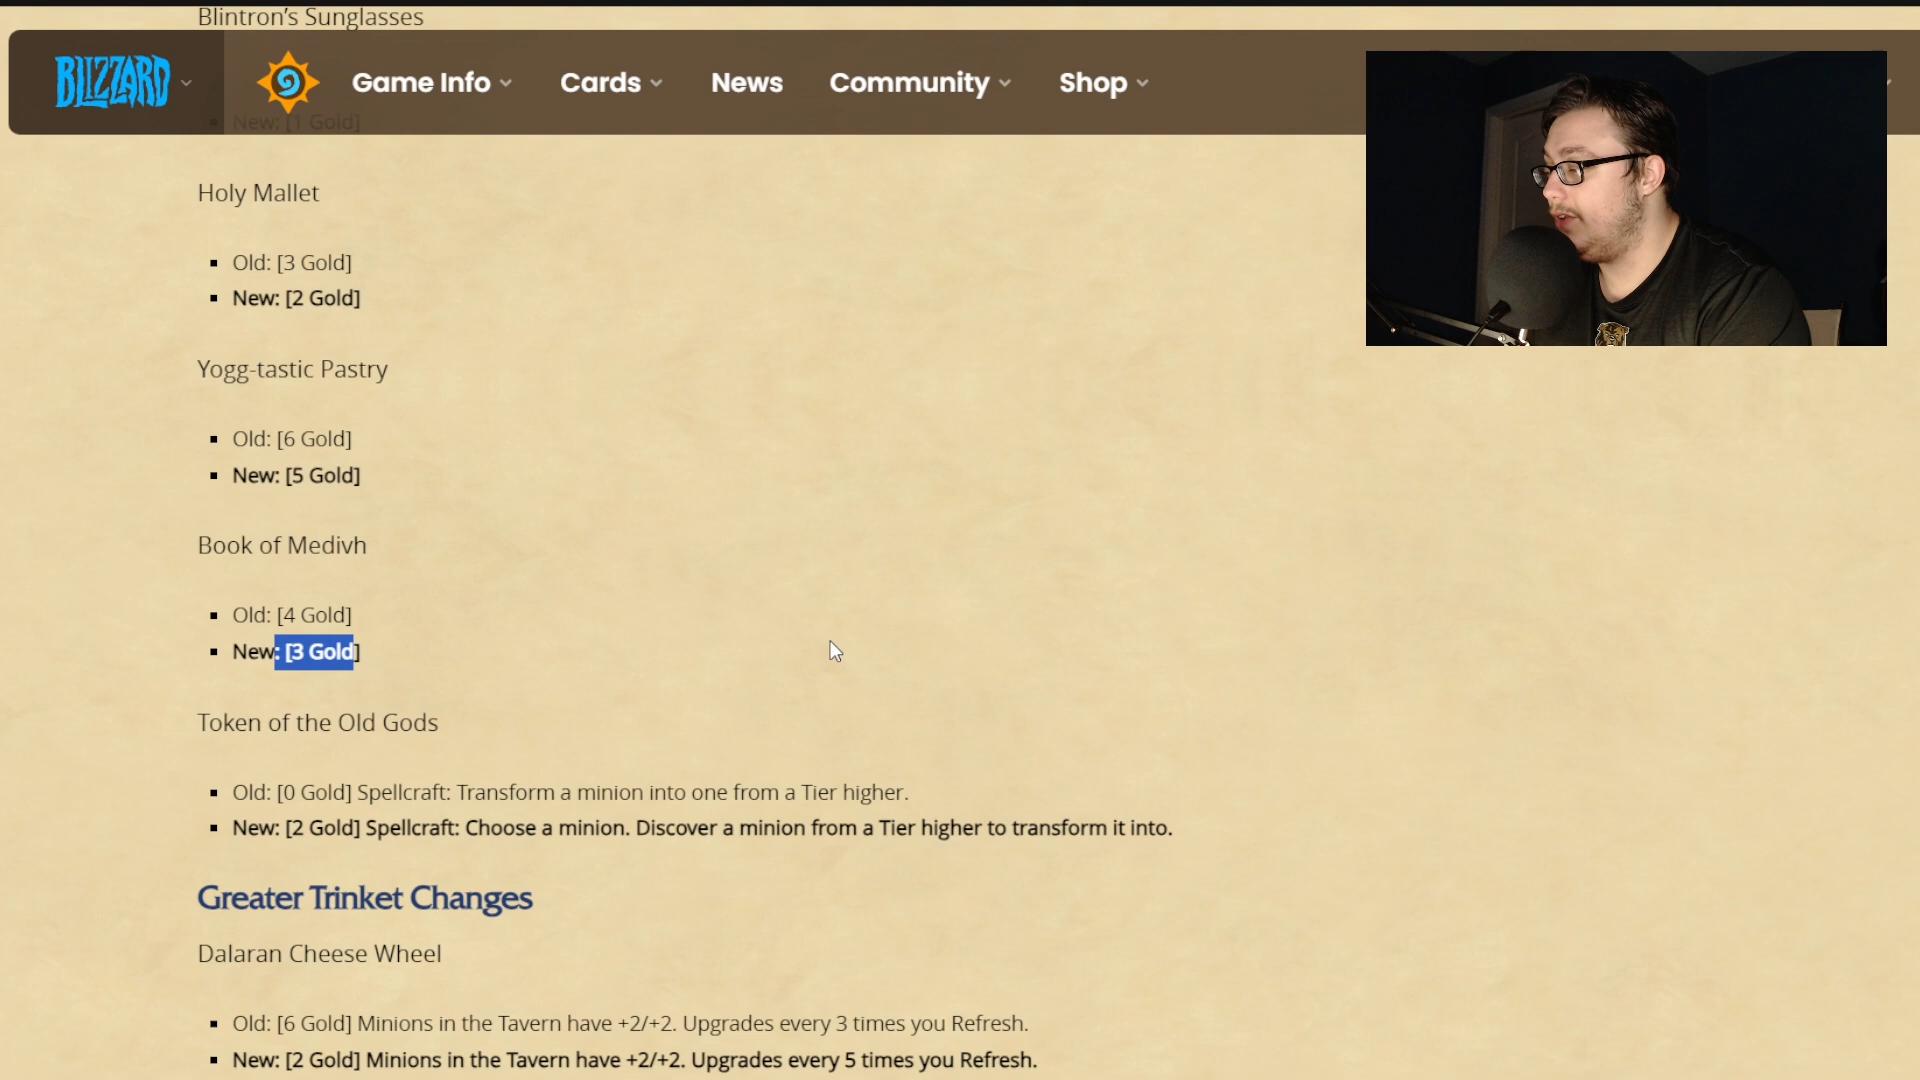 Blintron's Sunglasses
BLIZZARD
Game Info
Cards
News
Community
Shop
New: [1 Gold]
Holy Mallet
Old: [3 Gold]
New: [2 Gold]
Yogg-tastic Pastry
Old: [6 Gold]
New: [5 Gold]
Book of Medivh
Old: [4 Gold]
New: [3 Gold]
Token of the Old Gods
Old: [0 Gold] Spellcraft: Transform a minion into one from a Tier higher.
New: [2 Gold] Spellcraft: Choose a minion. Discover a minion from a Tier higher to transform it into.
Greater Trinket Changes
Dalaran Cheese Wheel
Old: [6 Gold] Minions in the Tavern have +2/+2. Upgrades every 3 times you Refresh.
New: [2 Gold] Minions in the Tavern have +2/+2. Upgrades every 5 times you Refresh.